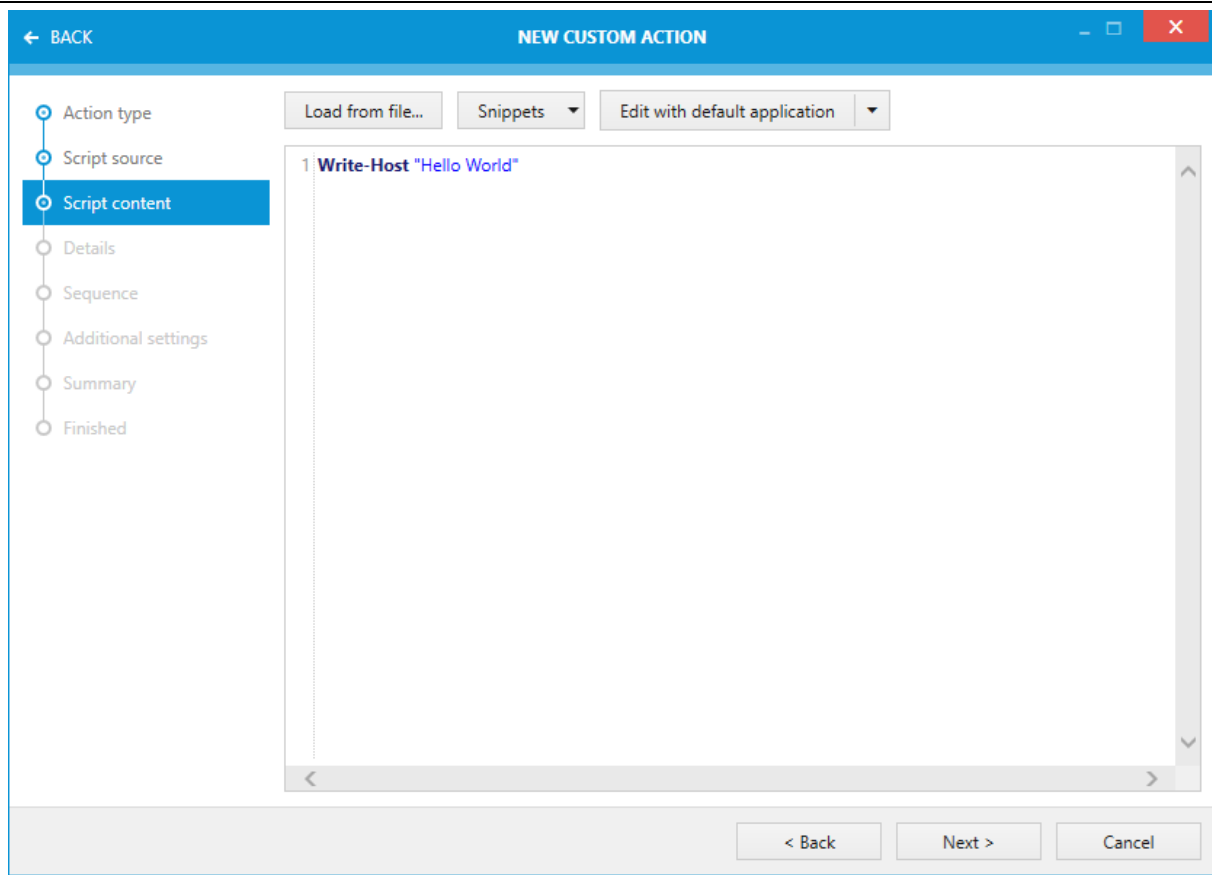 BACK NEW CUSTOM ACTION
Action type
Script source
Script content
Details
Sequence
Additional settings
Summary
Finished
Load from file... Snippets Edit with default application
1 Write-Host "Hello World"
< Back Next > Cancel